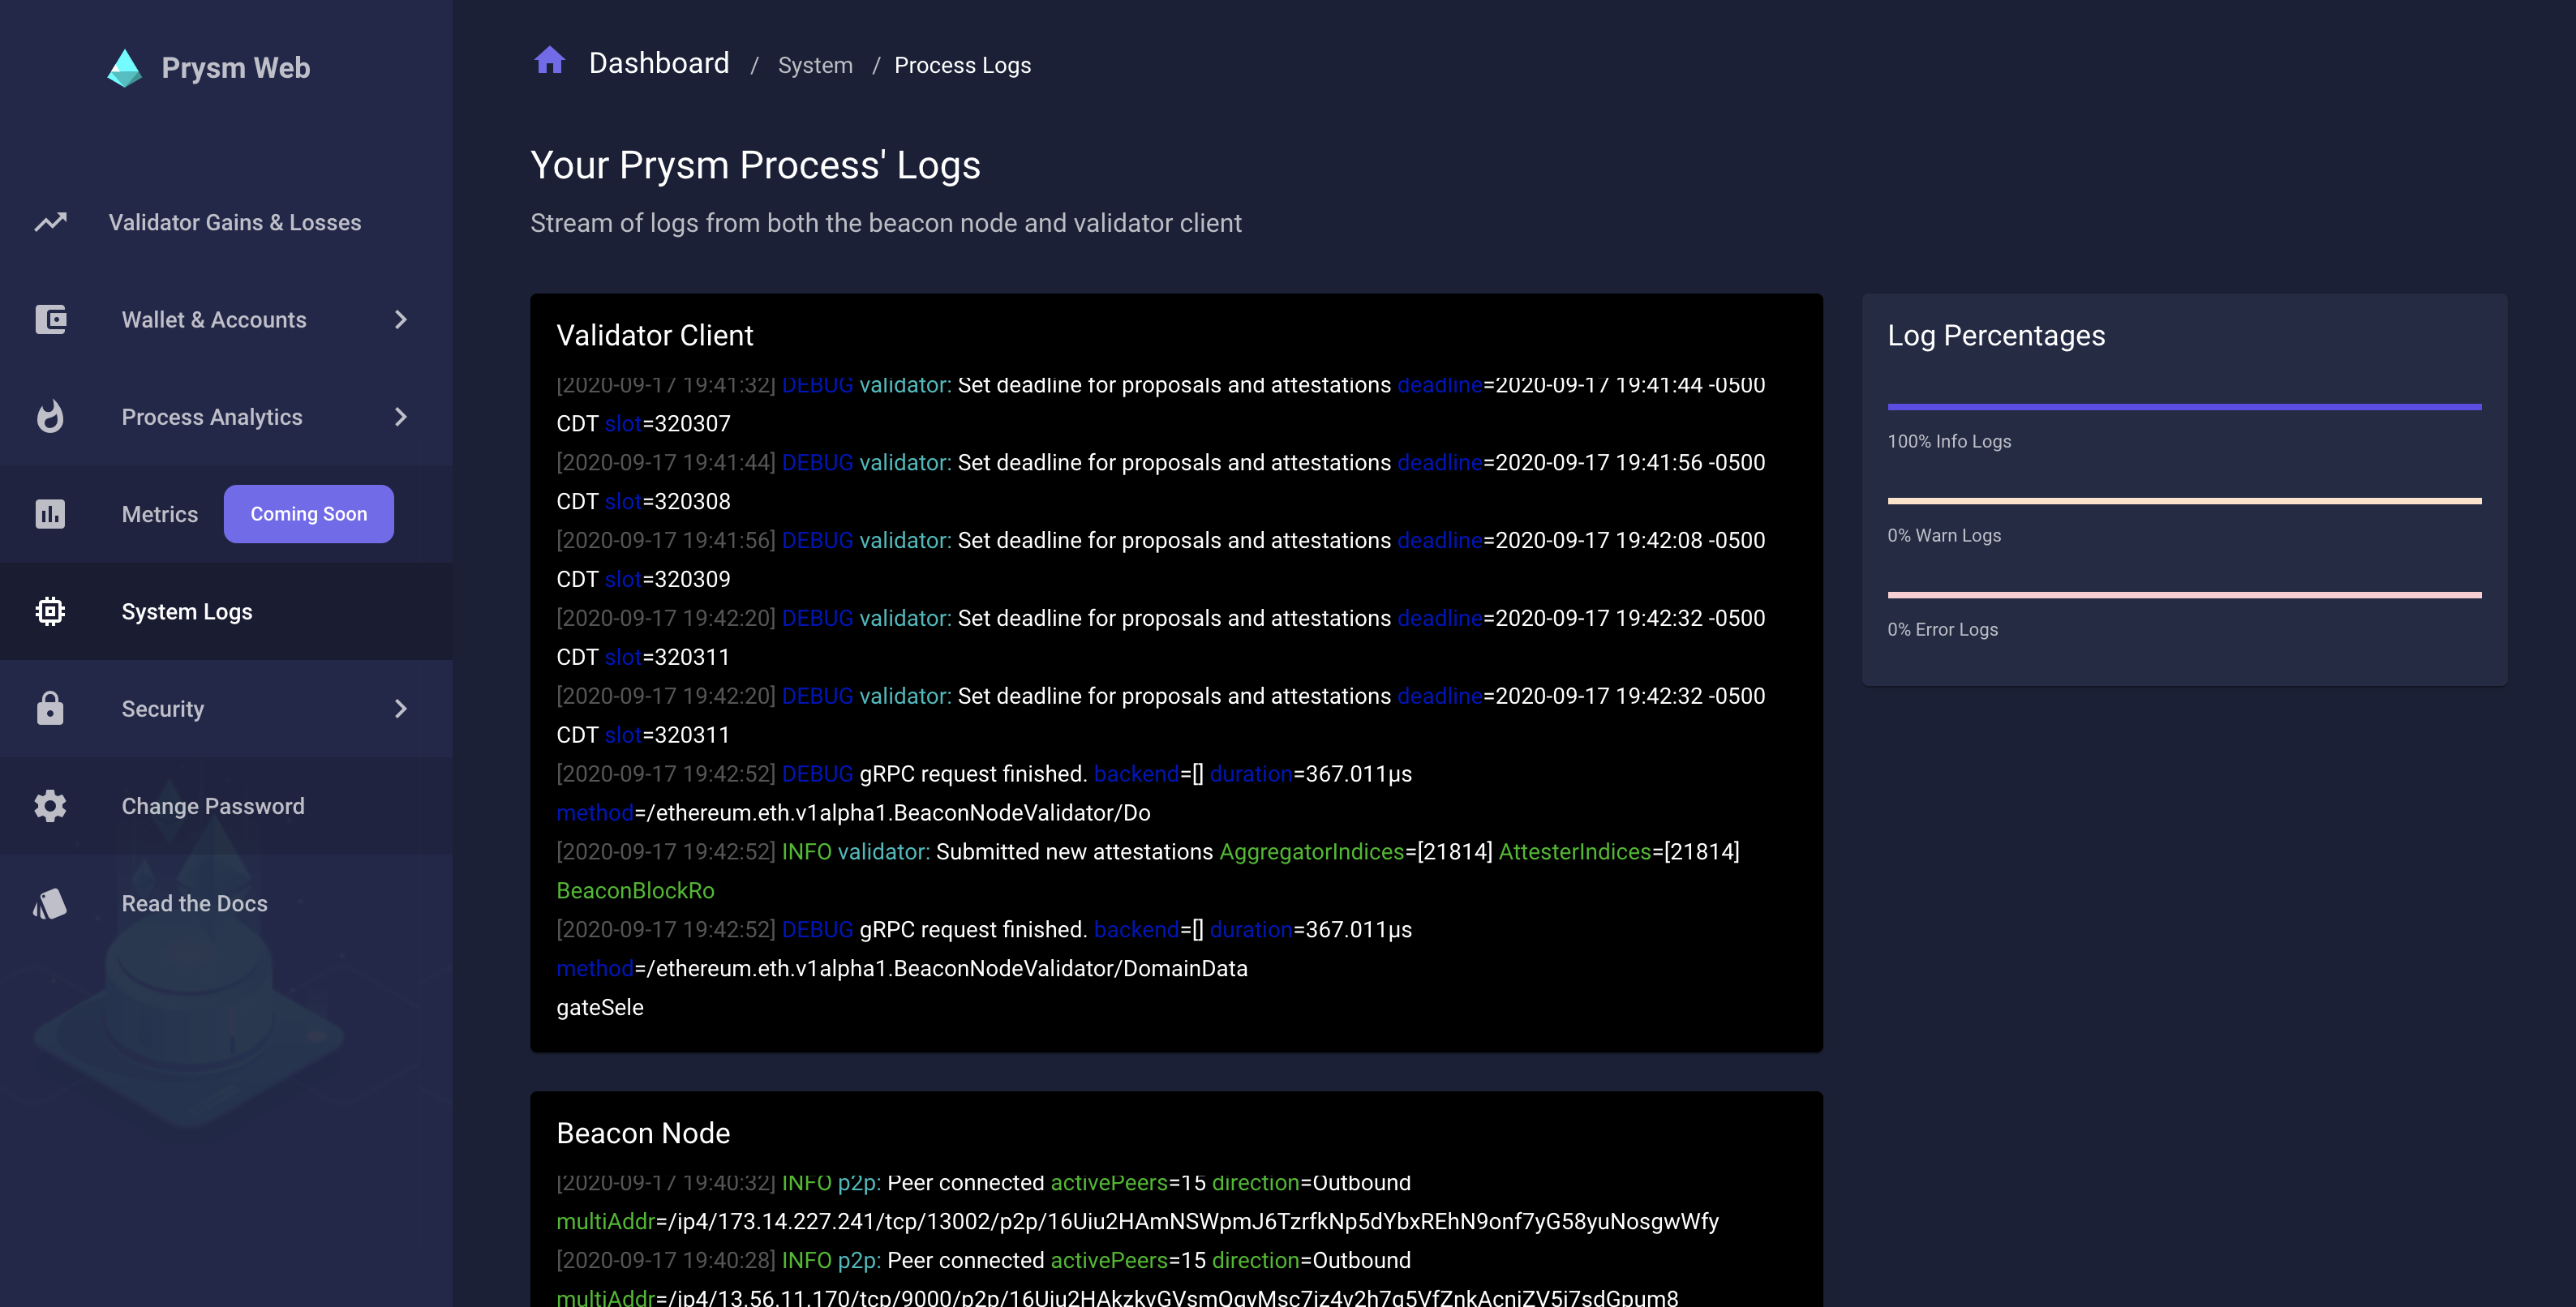 Prysm Web
Validator Gains & Losses
Wallet & Accounts
Process Analytics
Metrics Coming Soon
System Logs
Security
Change Password
Read the Docs
Dashboard / System / Process Logs
Your Prysm Process' Logs
Stream of logs from both the beacon node and validator client
Validator Client
[2020-09-17 19:41:32] DEBUG validator: Set deadline for proposals and attestations deadline=2020-09-17 19:41:44 -0500
CDT slot=320307
[2020-09-17 19:41:44] DEBUG validator: Set deadline for proposals and attestations deadline=2020-09-17 19:41:56 -0500
CDT slot=320308
[2020-09-17 19:41:56] DEBUG validator: Set deadline for proposals and attestations deadline=2020-09-17 19:42:08 -0500
CDT slot=320309
[2020-09-17 19:42:20] DEBUG validator: Set deadline for proposals and attestations deadline=2020-09-17 19:42:32 -0500
CDT slot=320311
[2020-09-17 19:42:20] DEBUG validator: Set deadline for proposals and attestations deadline=2020-09-17 19:42:32 -0500
CDT slot=320311
[2020-09-17 19:42:52] DEBUG gRPC request finished. backend=[] duration=367.011µs
method=/ethereum.eth.v1alpha1.BeaconNodeValidator/Do
[2020-09-17 19:42:52] INFO validator: Submitted new attestations AggregatorIndices=[21814] AttesterIndices=[21814]
BeaconBlockRo
[2020-09-17 19:42:52] DEBUG gRPC request finished. backend=[] duration=367.011µs
method=/ethereum.eth.v1alpha1.BeaconNodeValidator/DomainData
gateSele
Log Percentages
100% Info Logs
0% Warn Logs
0% Error Logs
Beacon Node
[2020-09-17 19:40:32] INFO p2p: Peer connected activePeers=15 direction=Outbound
multiAddr=/ip4/173.14.227.241/tcp/13002/p2p/16Uiu2HAmNSWpmJ6TzrfkNp5dYbxREhN9onf7yG58yuNosgwWfy
[2020-09-17 19:40:28] INFO p2p: Peer connected activePeers=15 direction=Outbound